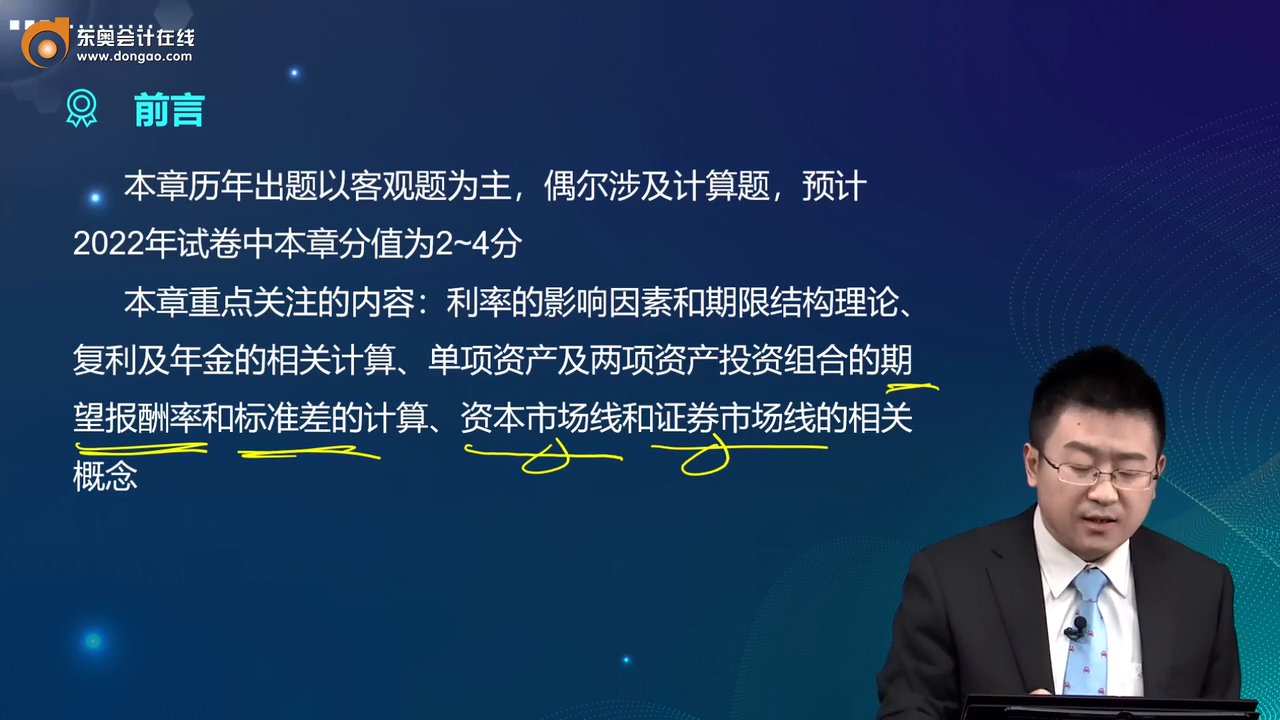 东奥会计在线
www.dongao.com
前言
本章历年出题以客观题为主，偶尔涉及计算题，预计
2022年试卷中本章分值为2~4分
本章重点关注的内容：利率的影响因素和期限结构理论、
复利及年金的相关计算、单项资产及两项资产投资组合的期
望报酬率和标准差的计算、资本市场线和证券市场线的相关
概念